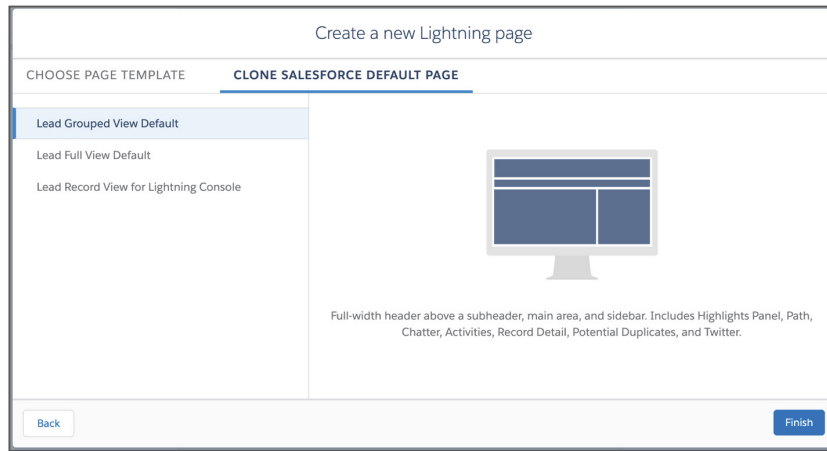 Create a new Lightning page
CHOOSE PAGE TEMPLATE
CLONE SALESFORCE DEFAULT PAGE
Lead Grouped View Default
Lead Full View Default
Lead Record View for Lightning Console
Full-width header above a subheader, main area, and sidebar. Includes Highlights Panel, Path,
Chatter, Activities, Record Detail, Potential Duplicates, and Twitter.
Back
Finish